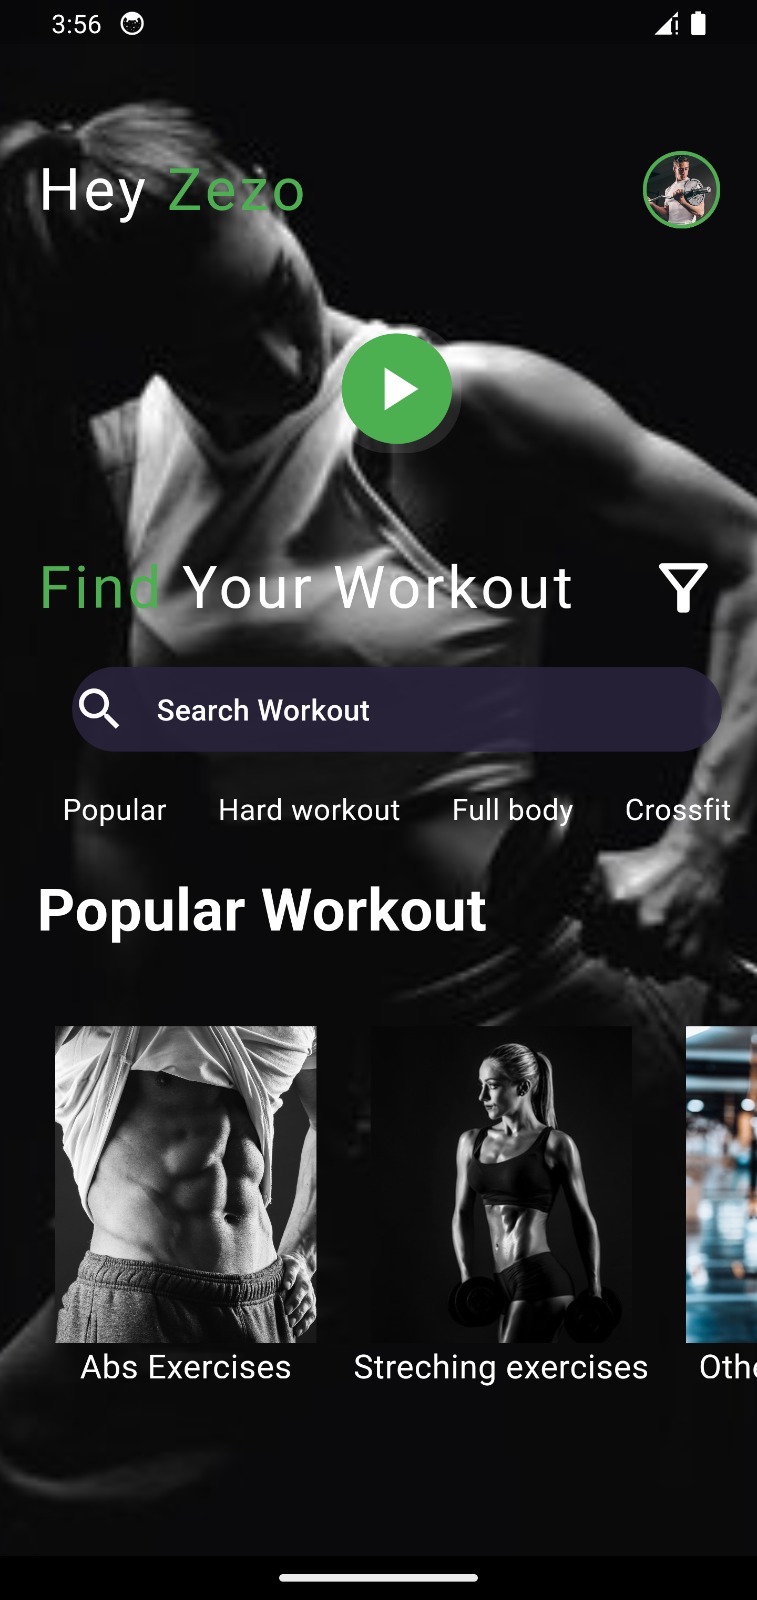 3:56
Hey Zezo
Find Your Workout
Search Workout
Popular Hard workout Full body Crossfit
Popular Workout
Abs Exercises Streching exercises Othe